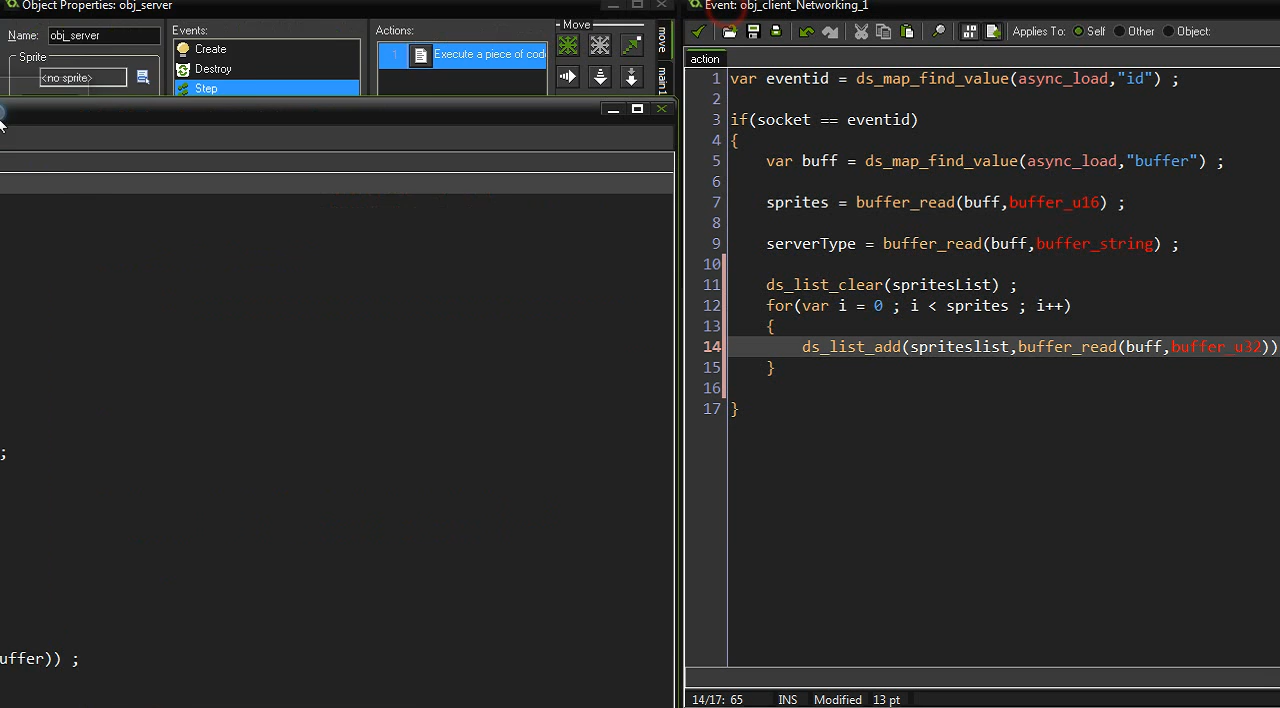 Object Properties: obj_server
Name: obj_server
Sprite
<no sprite>
Events:
Create
Destroy
Step
Actions:
1 Execute a piece of code
Move
move
main1
;
uffer)) ;
Event: obj_client_Networking_1
Applies To: Self Other Object:
action
1 var eventid = ds_map_find_value(async_load,"id") ;
2
3 if(socket == eventid)
4 {
5 var buff = ds_map_find_value(async_load,"buffer") ;
6
7 sprites = buffer_read(buff,buffer_u16) ;
8
9 serverType = buffer_read(buff,buffer_string) ;
10
11 ds_list_clear(spritesList) ;
12 for(var i = 0 ; i < sprites ; i++)
13 {
14 ds_list_add(spriteslist,buffer_read(buff,buffer_u32))
15 }
16
17 }
14/17: 65 INS Modified 13 pt